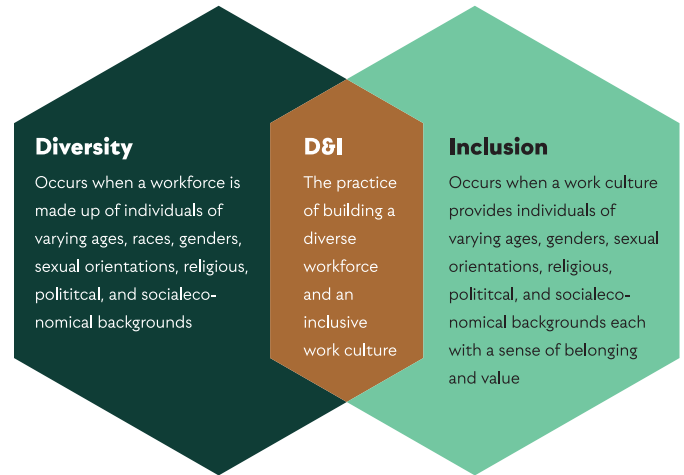 Diversity
Occurs when a workforce is
made up of individuals of
varying ages, races, genders,
sexual orientations, religious,
polititcal, and socialeco-
nomical backgrounds
D&I
The practice
of building a
diverse
workforce
and an
inclusive
work culture
Inclusion
Occurs when a work culture
provides individuals of
varying ages, genders, sexual
orientations, religious,
polititcal, and socialeco-
nomical backgrounds each
with a sense of belonging
and value